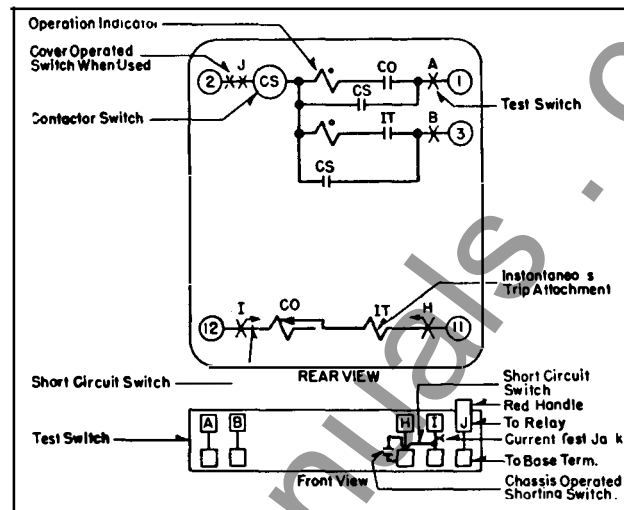 Operation Indicator
Cover Operated
Switch When Used
J
CO
A
2
CS
1
CS
Contactor Switch
Test Switch
IT
B
3
CS
Instantaneo s
Trip Attachment
I
CO
IT
H
12
11
REAR VIEW
Short Circuit Switch
Short Circuit
Switch
Red Handle
A
B
H
I
J
To Relay
Test Switch
Current Test Ja k
To Base Term.
Front View
Chassis Operated
Shorting Switch.